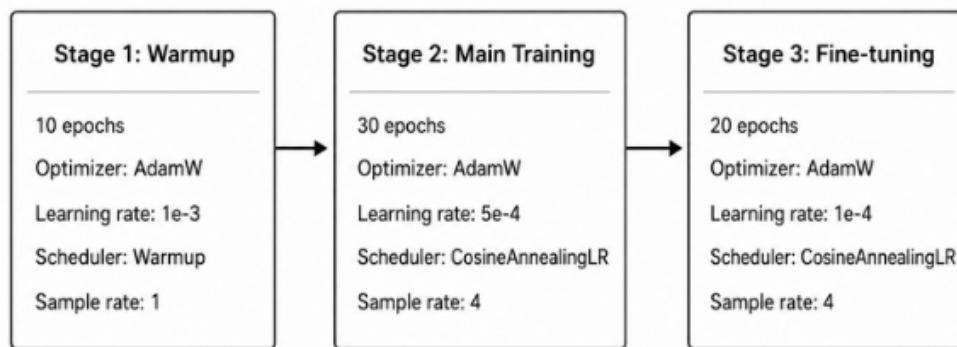 Stage 1: Warmup
10 epochs
Optimizer: AdamW
Learning rate: 1e-3
Scheduler: Warmup
Sample rate: 1
Stage 2: Main Training
30 epochs
Optimizer: AdamW
Learning rate: 5e-4
Scheduler: CosineAnnealingLR
Sample rate: 4
Stage 3: Fine-tuning
20 epochs
Optimizer: AdamW
Learning rate: 1e-4
Scheduler: CosineAnnealingLR
Sample rate: 4